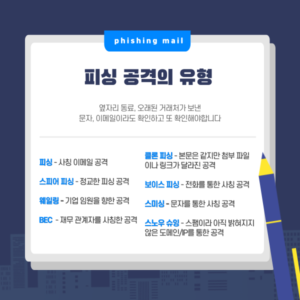 phishing mail
피싱 공격의 유형
옆자리 동료, 오래된 거래처가 보낸
문자, 이메일이라도 확인하고 또 확인해야합니다
피싱 - 사칭 이메일 공격
스피어 피싱 - 정교한 피싱 공격
웨일링 - 기업 임원을 향한 공격
BEC - 재무 관계자를 사칭한 공격
클론 피싱 - 본문은 같지만 첨부 파일
이나 링크가 달라진 공격
보이스 피싱 - 전화를 통한 사칭 공격
스미싱 - 문자를 통한 사칭 공격
스노우 슈잉 - 스팸이라 아직 밝혀지지
않은 도메인/IP를 통한 공격